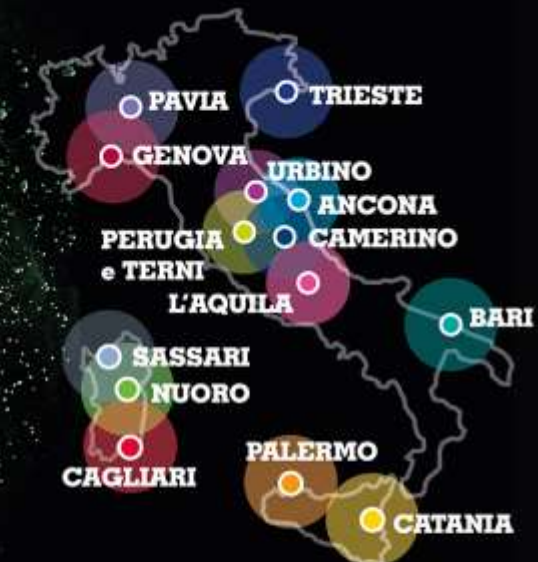 PAVIA
TRIESTE
GENOVA
URBINO
ANCONA
PERUGIA
e TERNI
CAMERINO
L'AQUILA
BARI
SASSARI
NUORO
CAGLIARI
PALERMO
CATANIA